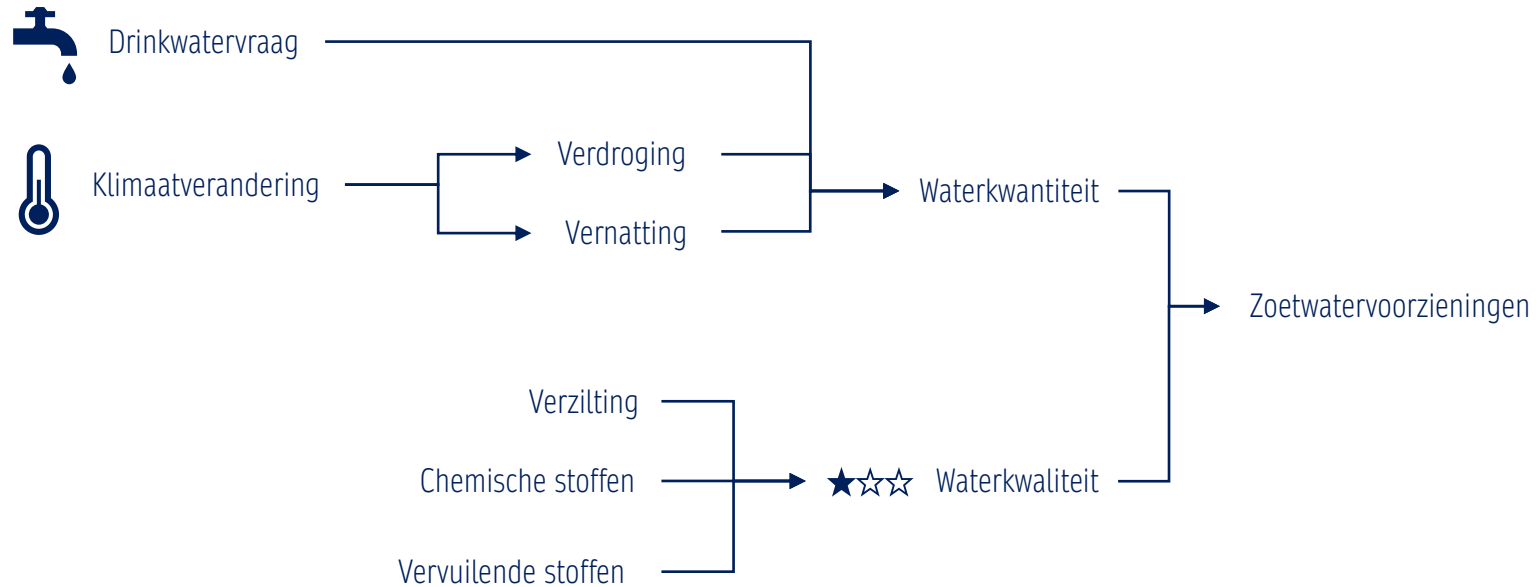 Drinkwatervraag
Verdroging
Klimaatverandering
Waterkwantiteit
Vernatting
Zoetwatervoorzieningen
Verzilting
Chemische stoffen
Waterkwaliteit
Vervuilende stoffen